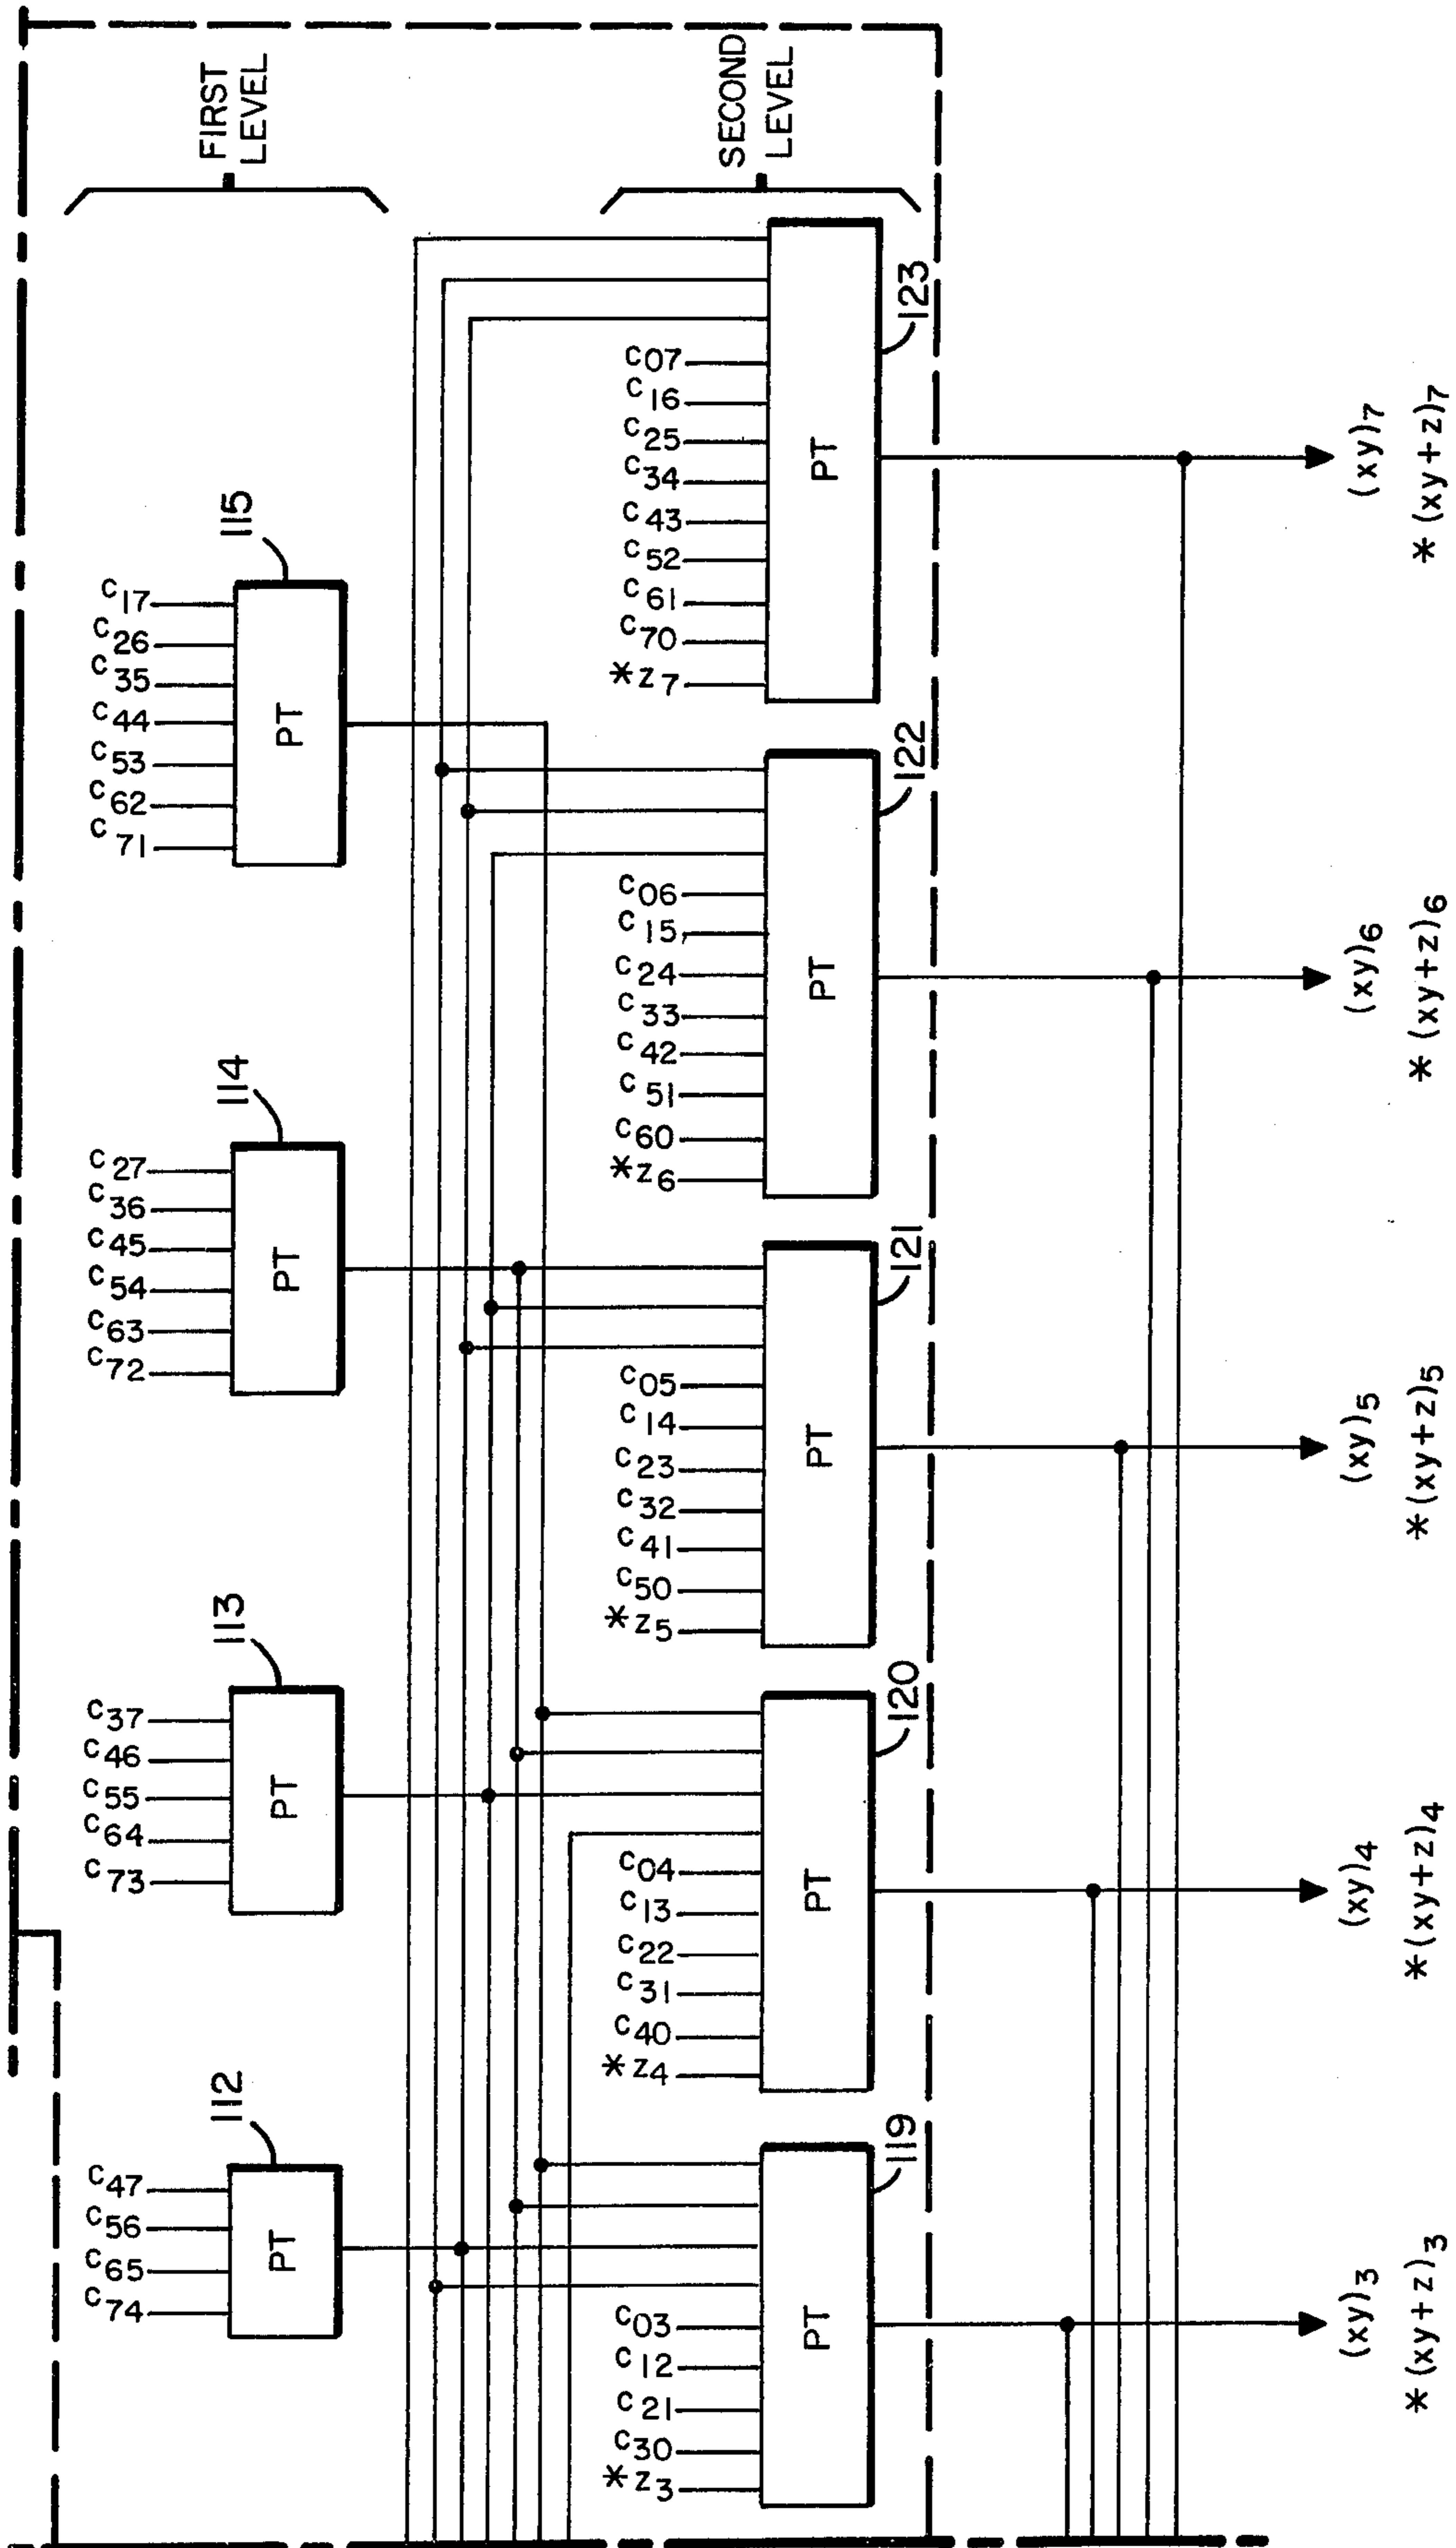 FIRST
LEVEL
115
C17
C26
C35
C44
C53
C62
C71
PT
114
C27
C36
C45
C54
C63
C72
PT
113
C37
C46
C55
C64
C73
PT
112
C47
C56
C65
C74
PT
SECOND
LEVEL
C07
C16
C25
C34
C43
C52
C61
C70
*z7
PT
123
C06
C15
C24
C33
C42
C51
C60
*z6
PT
122
C05
C14
C23
C32
C41
C50
*z5
PT
121
C04
C13
C22
C31
C40
*z4
PT
120
C03
C12
C21
C30
*z3
PT
119
(xy)7
*(xy+z)7
(xy)6
*(xy+z)6
(xy)5
*(xy+z)5
(xy)4
*(xy+z)4
(xy)3
*(xy+z)3